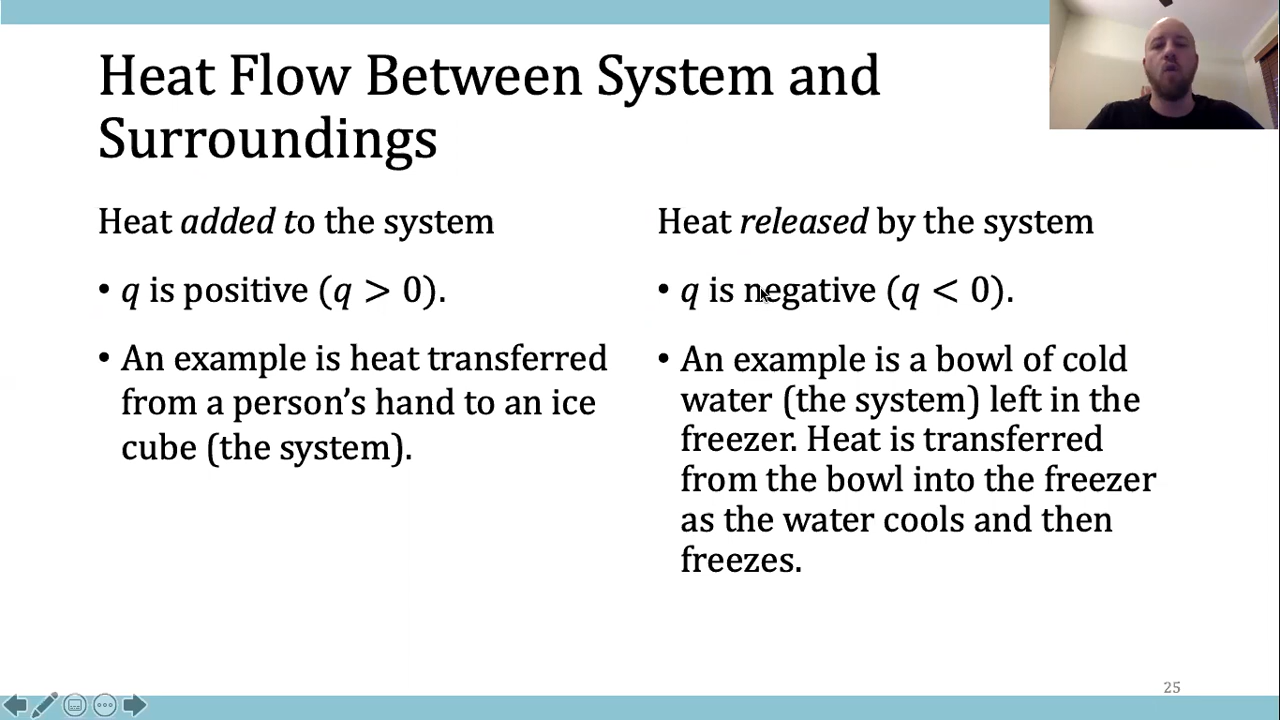 Heat Flow Between System and
Surroundings
Heat added to the system
• q is positive (q > 0).
• An example is heat transferred
from a person’s hand to an ice
cube (the system).
Heat released by the system
• q is negative (q < 0).
• An example is a bowl of cold
water (the system) left in the
freezer. Heat is transferred
from the bowl into the freezer
as the water cools and then
freezes.
25